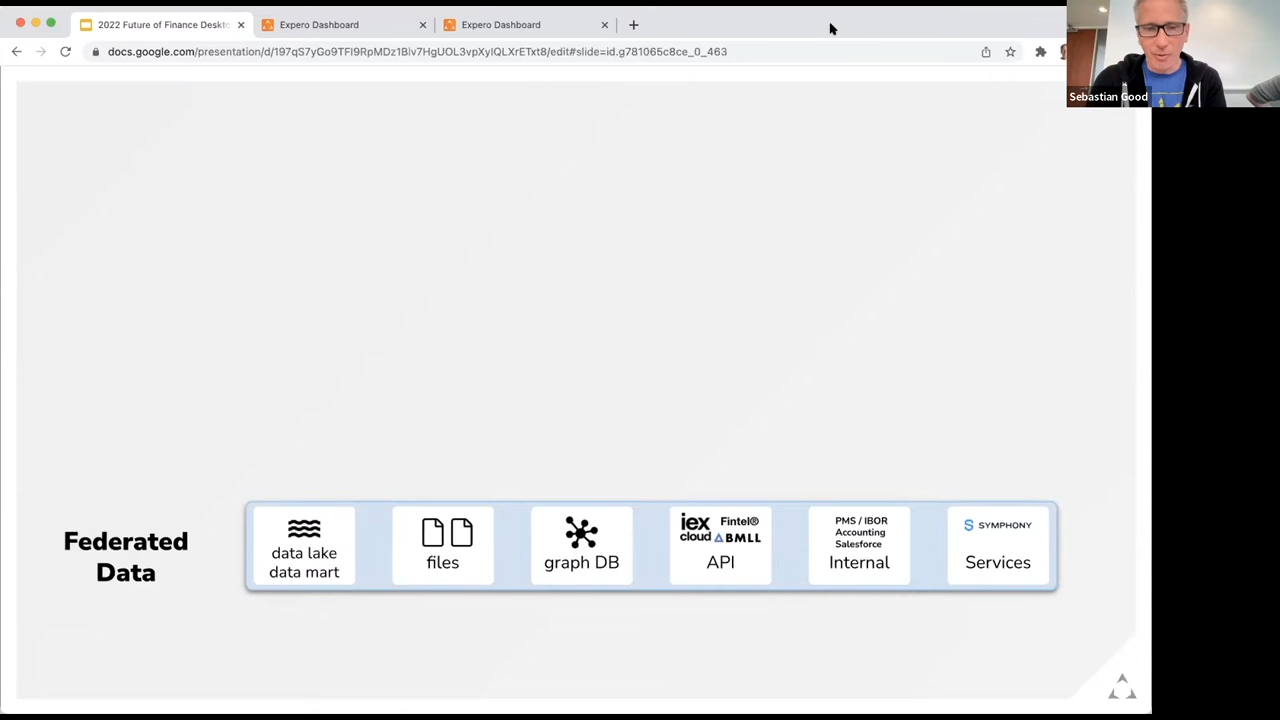 2022 Future of Finance Deskto
Expero Dashboard
Expero Dashboard
docs.google.com/presentation/d/197qS7yGo9TFI9RpMDz1Blv7HgUOL3vpXyIQLXrETxt8/edit#slide=id.g781065c8ce_0_463
Sebastian Good
Federated
Data
data lake
data mart
files
graph DB
iex
cloud
Fintel®
BMLL
API
PMS / IBOR
Accounting
Salesforce
Internal
SYMPHONY
Services